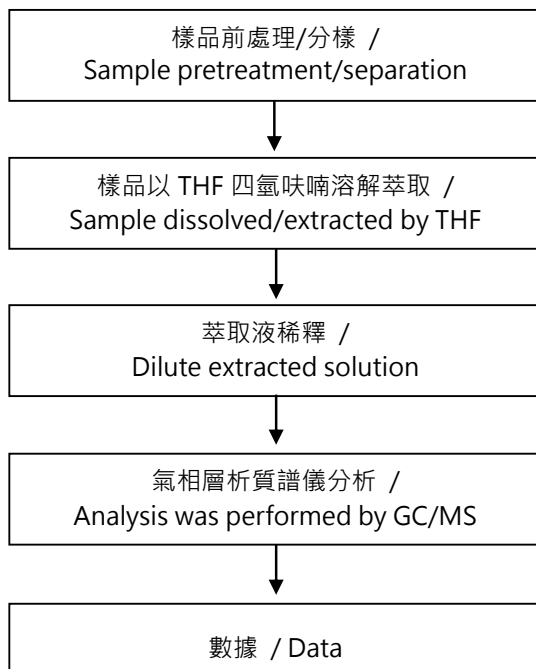 樣品前處理/分樣 /
Sample pretreatment/separation
樣品以 THF 四氫呋喃溶解萃取 /
Sample dissolved/extracted by THF
萃取液稀釋 /
Dilute extracted solution
氣相層析質譜儀分析 /
Analysis was performed by GC/MS
數據 / Data